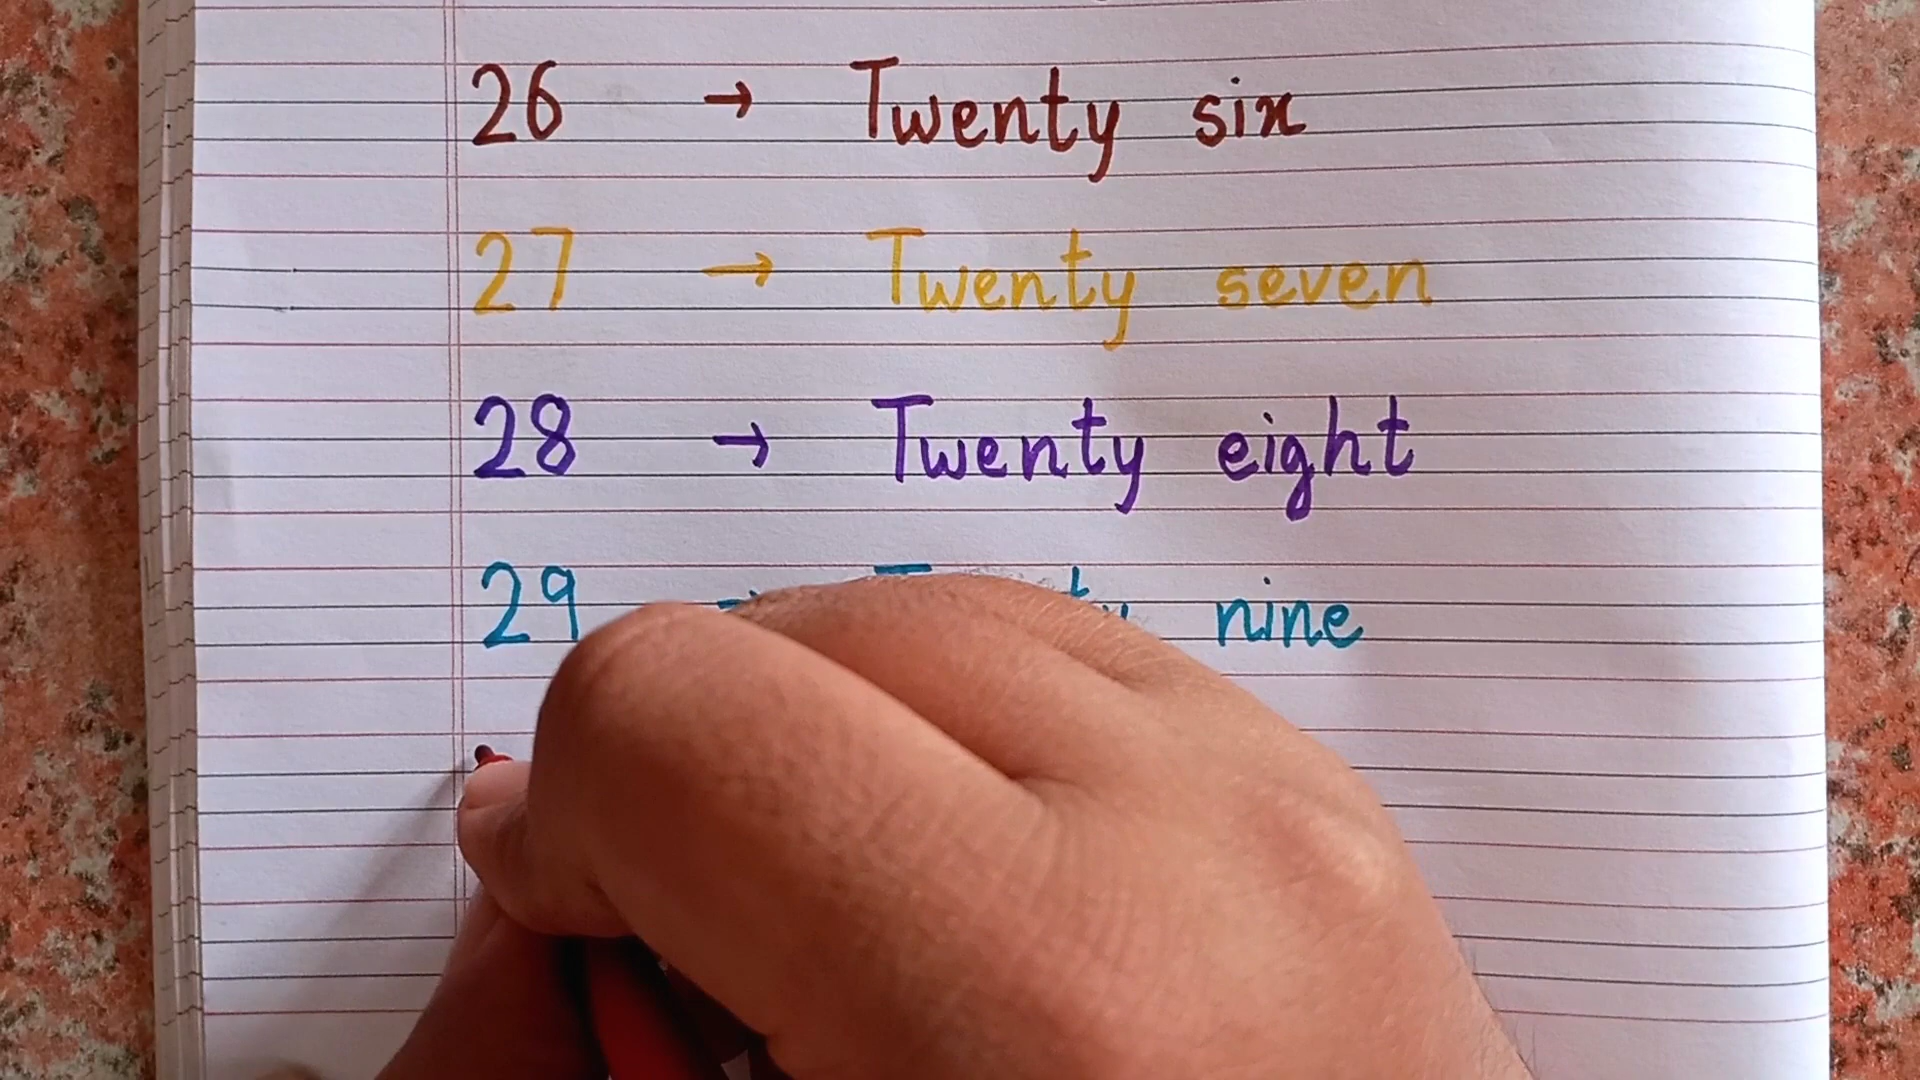 26 → Twenty six
27 → Twenty seven
28 → Twenty eight
29 → nine